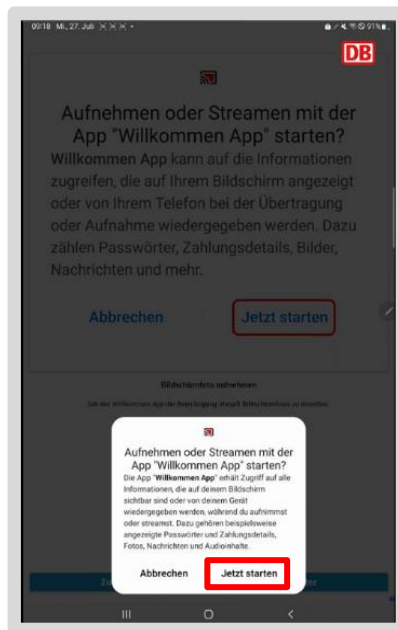 09:18 Mi., 27. Juli
91%
DB
Aufnehmen oder Streamen mit der
App "Willkommen App" starten?
Willkommen App kann auf die Informationen
zugreifen, die auf Ihrem Bildschirm angezeigt
oder von Ihrem Telefon bei der Übertragung
oder Aufnahme wiedergegeben werden. Dazu
zählen Passwörter, Zahlungsdetails, Bilder,
Nachrichten und mehr.
Abbrechen Jetzt starten
Bildschirmfoto aufnehmen
Aufnehmen oder Streamen mit der
App "Willkommen App" starten?
Die App "Willkommen App" erhält Zugriff auf alle
Informationen, die auf deinem Bildschirm
sichtbar sind oder von deinem Gerät
wiedergegeben werden, während du aufnimmst
oder streamst. Dazu gehören beispielsweise
angezeigte Passwörter und Zahlungsdetails,
Fotos, Nachrichten und Audioinhalte.
Abbrechen Jetzt starten